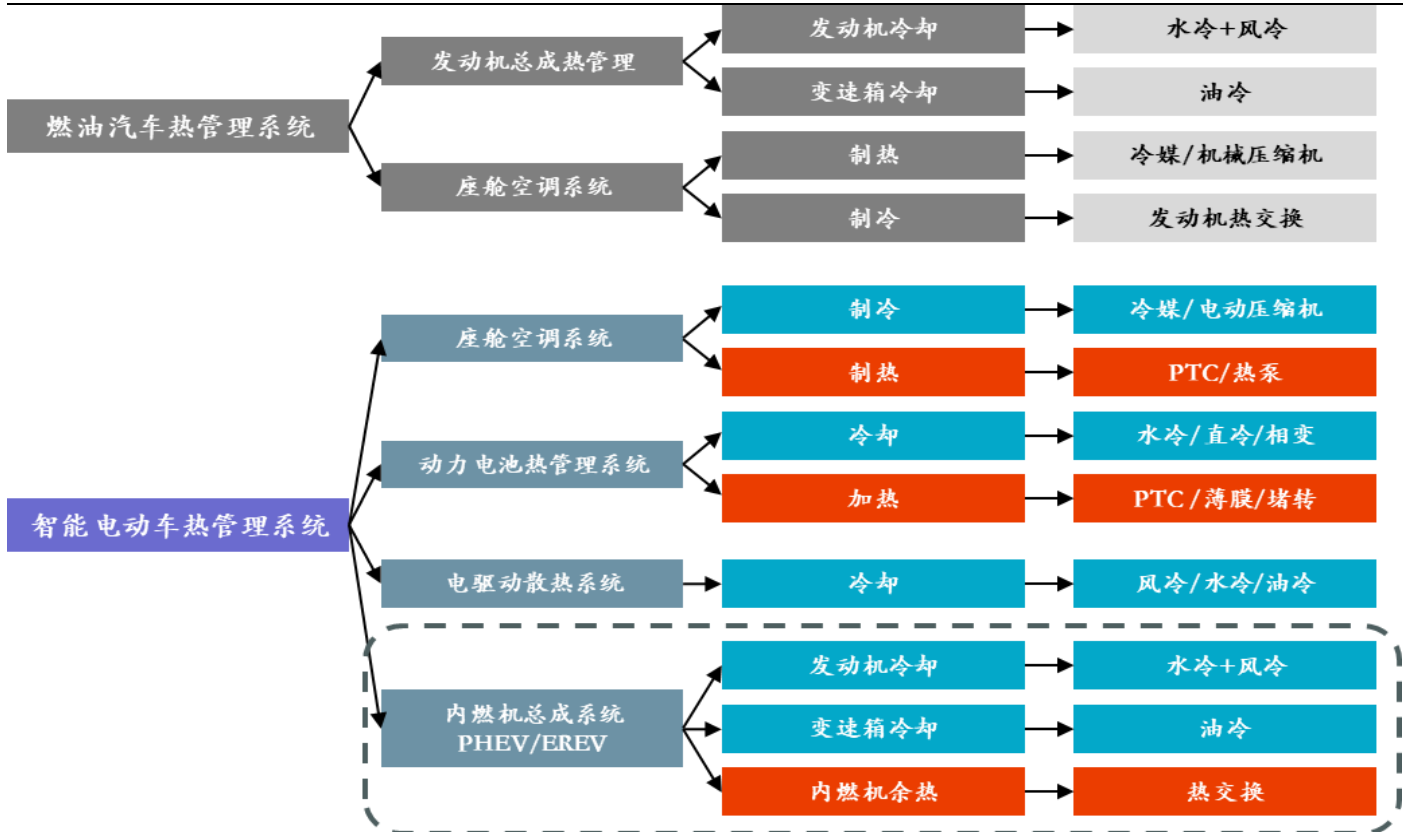 燃油汽车热管理系统
发动机总成热管理
发动机冷却
水冷+风冷
变速箱冷却
油冷
座舱空调系统
制热
冷媒/机械压缩机
制冷
发动机热交换
智能电动车热管理系统
座舱空调系统
制冷
冷媒/电动压缩机
制热
PTC/热泵
动力电池热管理系统
冷却
水冷/直冷/相变
加热
PTC/薄膜/堵转
电驱动散热系统
冷却
风冷/水冷/油冷
内燃机总成系统
PHEV/EREV
发动机冷却
水冷+风冷
变速箱冷却
油冷
内燃机余热
热交换